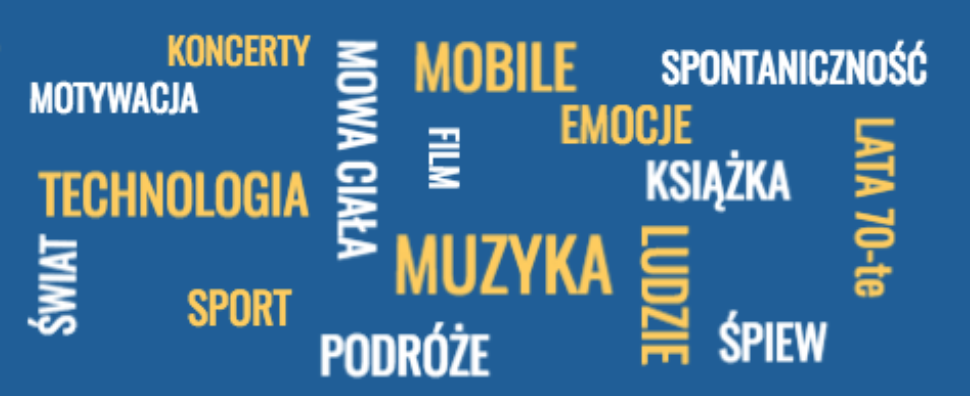 KONCERTY
MOWA CIAŁA
MOBILE
SPONTANICZNOŚĆ
MOTYWACJA
EMOCJE
FILM
LATA 70-te
KSIĄŻKA
TECHNOLOGIA
ŚWIAT
MUZYKA
LUDZIE
SPORT
PODRÓŻE
ŚPIEW